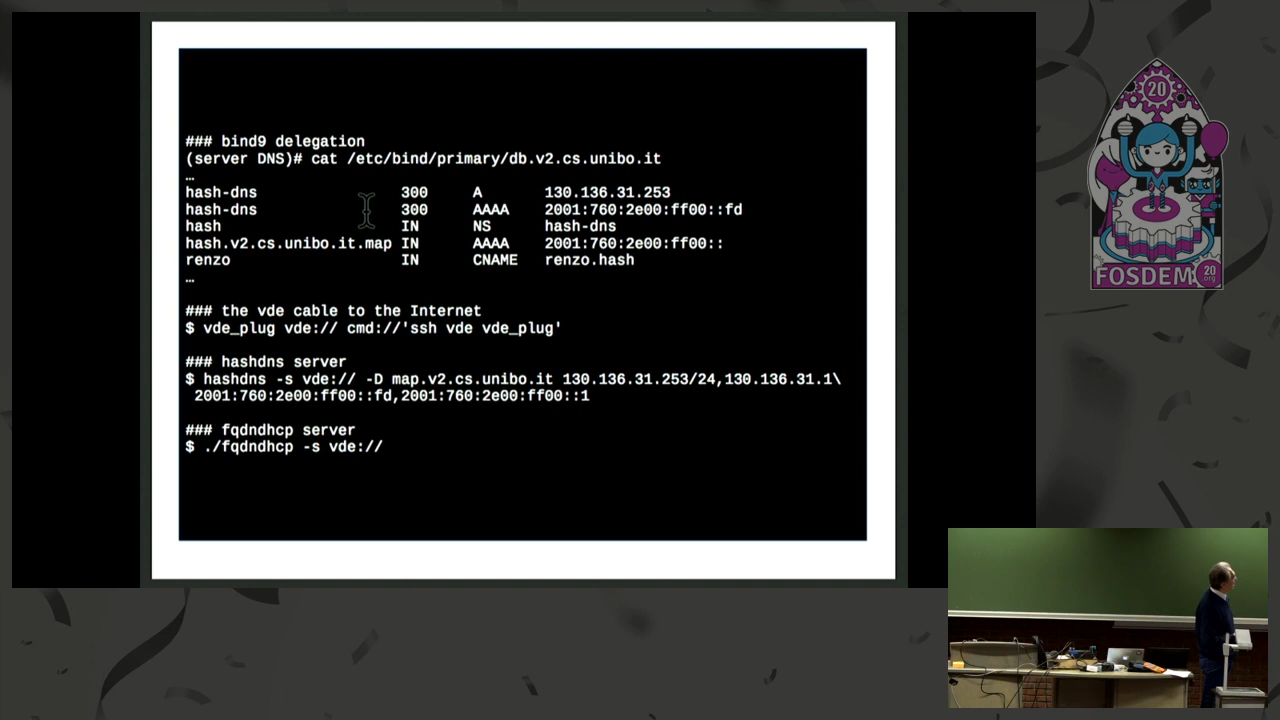 ### bind9 delegation
(server DNS)# cat /etc/bind/primary/db.v2.cs.unibo.it
…
hash-dns 300 A 130.136.31.253
hash-dns 300 AAAA 2001:760:2e00:ff00::fd
hash IN NS hash-dns
hash.v2.cs.unibo.it.map IN AAAA 2001:760:2e00:ff00::
renzo IN CNAME renzo.hash
…
### the vde cable to the Internet
$ vde_plug vde:// cmd://'ssh vde vde_plug'
### hashdns server
$ hashdns -s vde:// -D map.v2.cs.unibo.it 130.136.31.253/24,130.136.31.1\
2001:760:2e00:ff00::fd,2001:760:2e00:ff00::1
### fqdndhcp server
$ ./fqdndhcp -s vde://
20
FOSDEM
20
.org